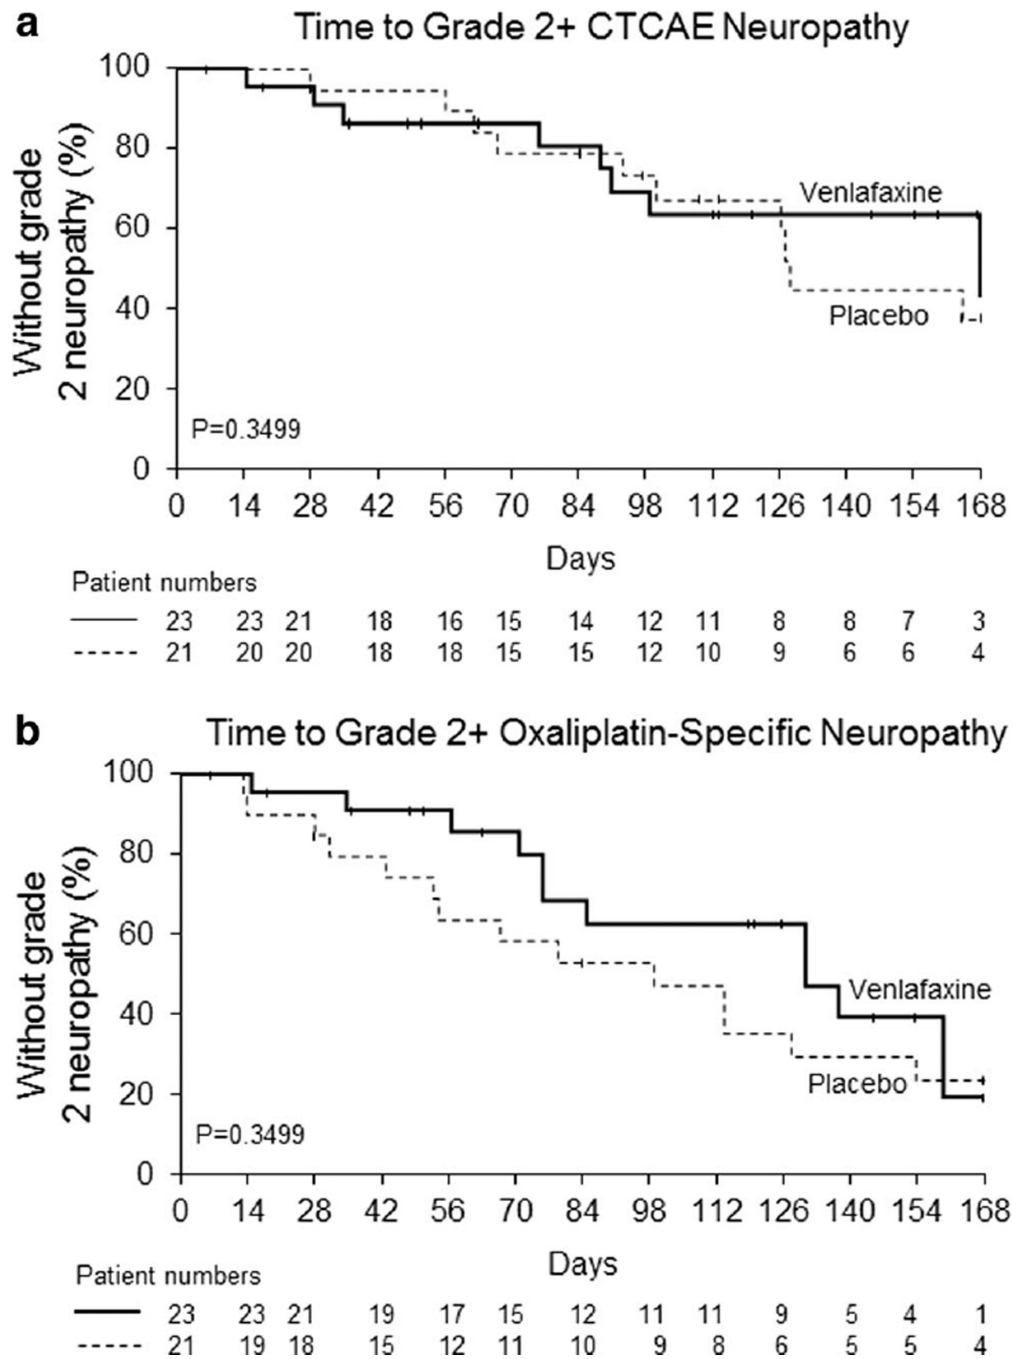 a
Time to Grade 2+ CTCAE Neuropathy
Without grade
2 neuropathy (%)
100
80
60
40
20
0
Venlafaxine
Placebo
P=0.3499
0 14 28 42 56 70 84 98 112 126 140 154 168
Days
Patient numbers
23 23 21 18 16 15 14 12 11 8 8 7 3
21 20 20 18 18 15 15 12 10 9 6 6 4
b
Time to Grade 2+ Oxaliplatin-Specific Neuropathy
Without grade
2 neuropathy (%)
100
80
60
40
20
0
Venlafaxine
Placebo
P=0.3499
0 14 28 42 56 70 84 98 112 126 140 154 168
Days
Patient numbers
23 23 21 19 17 15 12 11 11 9 5 4 1
21 19 18 15 12 11 10 9 8 6 5 5 4